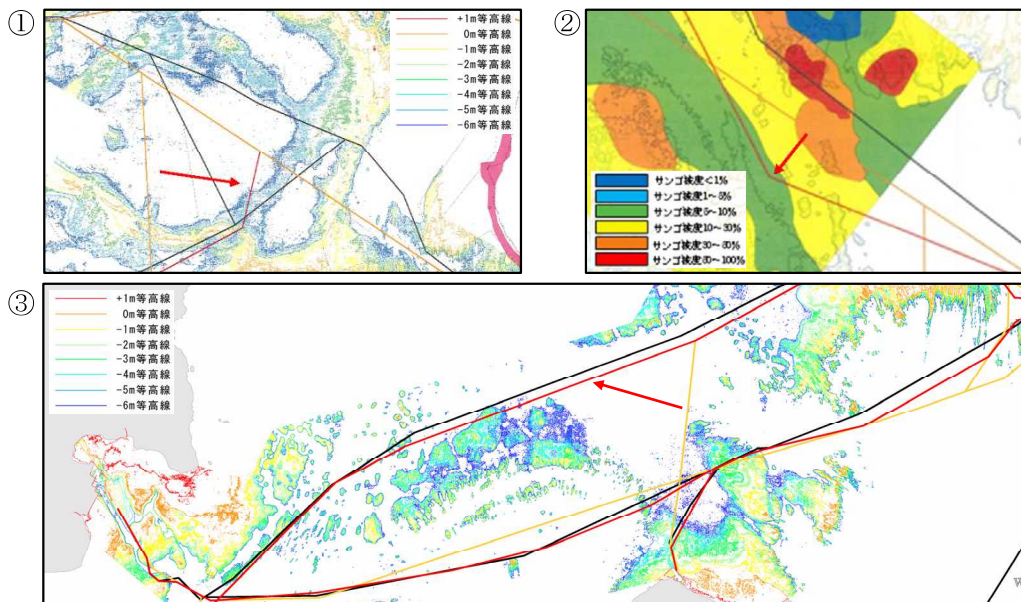 ①
+1m等高線
0m等高線
-1m等高線
-2m等高線
-3m等高線
-4m等高線
-5m等高線
-6m等高線
②
サンゴ被度<1%
サンゴ被度1~5%
サンゴ被度5~10%
サンゴ被度10~30%
サンゴ被度30~60%
サンゴ被度60~100%
③
+1m等高線
0m等高線
-1m等高線
-2m等高線
-3m等高線
-4m等高線
-5m等高線
-6m等高線
W